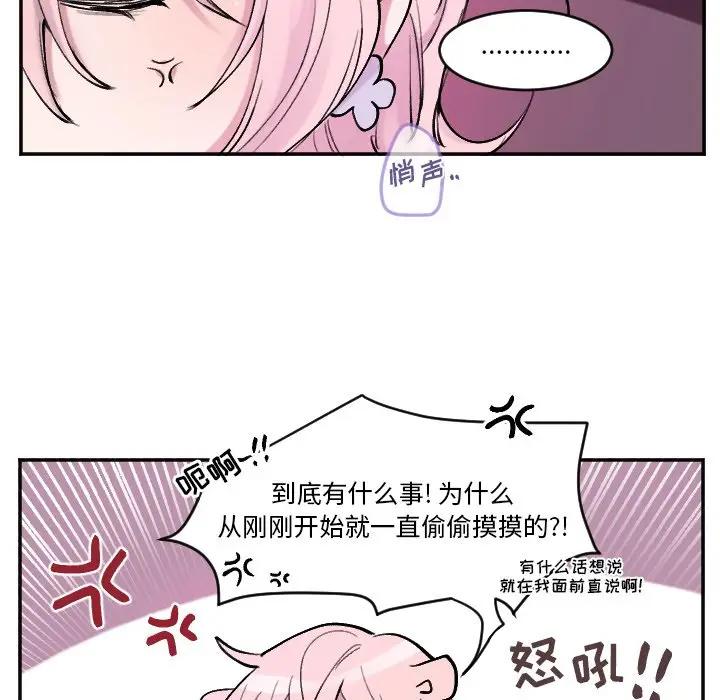 …………
悄声..
呃啊~!!
到底有什么事! 为什么
从刚刚开始就一直偷偷摸摸的?!
有什么话想说
就在我面前直说啊!
怒吼!!